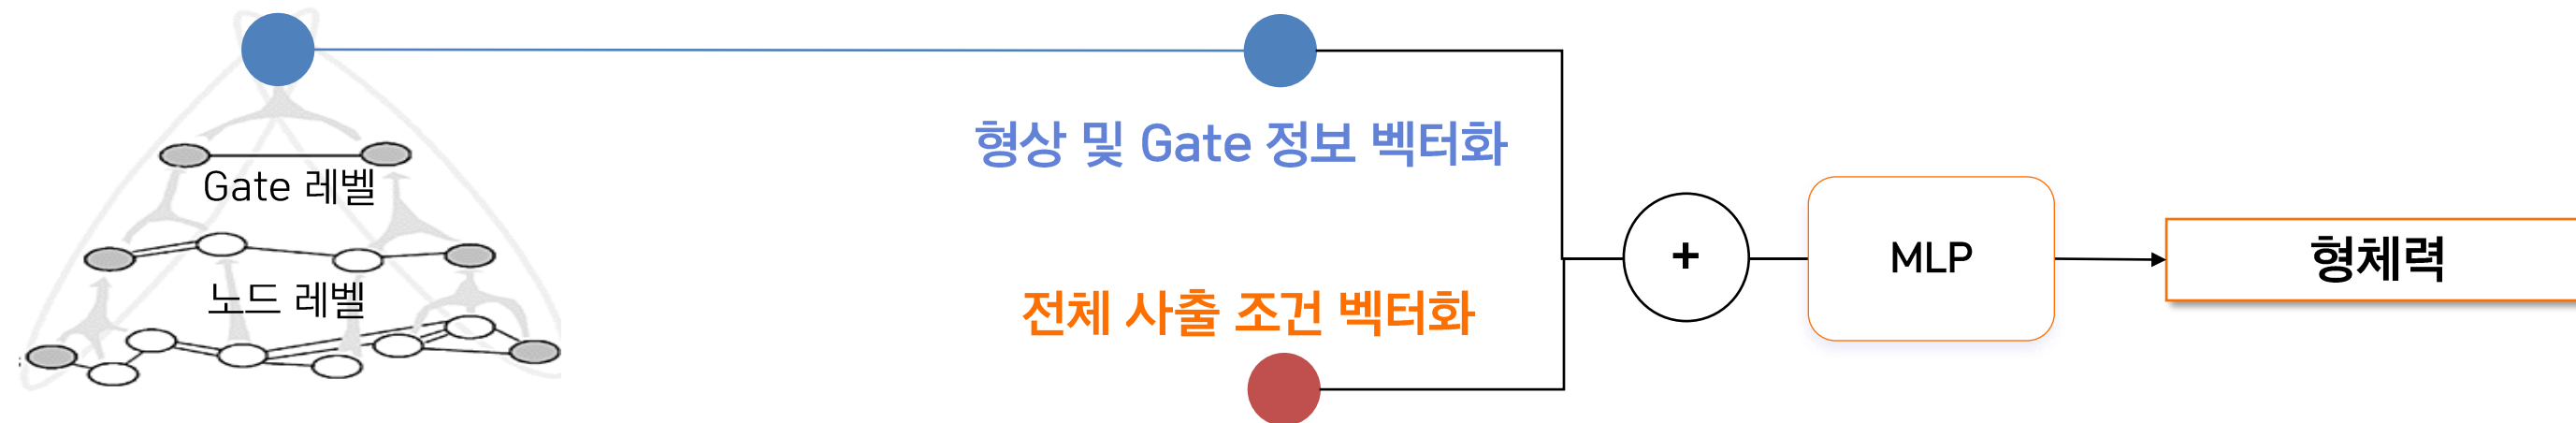 형상 및 Gate 정보 벡터화
Gate 레벨
+
MLP
형체력
노드 레벨
전체 사출 조건 벡터화